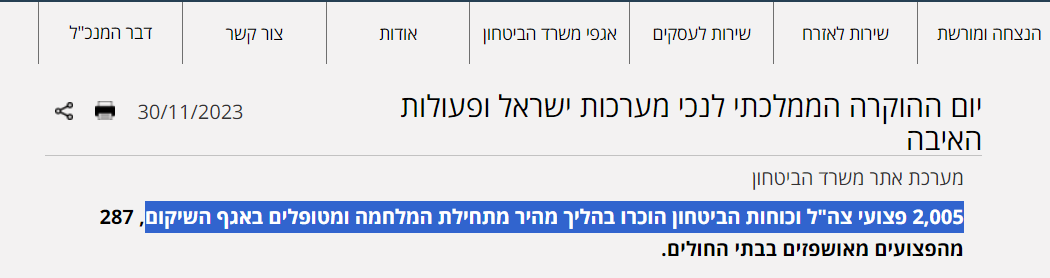 הנצחה ומורשת שירות לאזרח שירות לעסקים אגפי משרד הביטחון אודות צור קשר דבר המנכ"ל
יום ההוקרה הממלכתי לנכי מערכות ישראל ופעולות
האיבה
30/11/2023
מערכת אתר משרד הביטחון
2,005 פצועי צה"ל וכוחות הביטחון הוכרו בהליך מהיר מתחילת המלחמה ומטופלים באגף השיקום, 287
מהפצועים מאושפזים בבתי החולים.